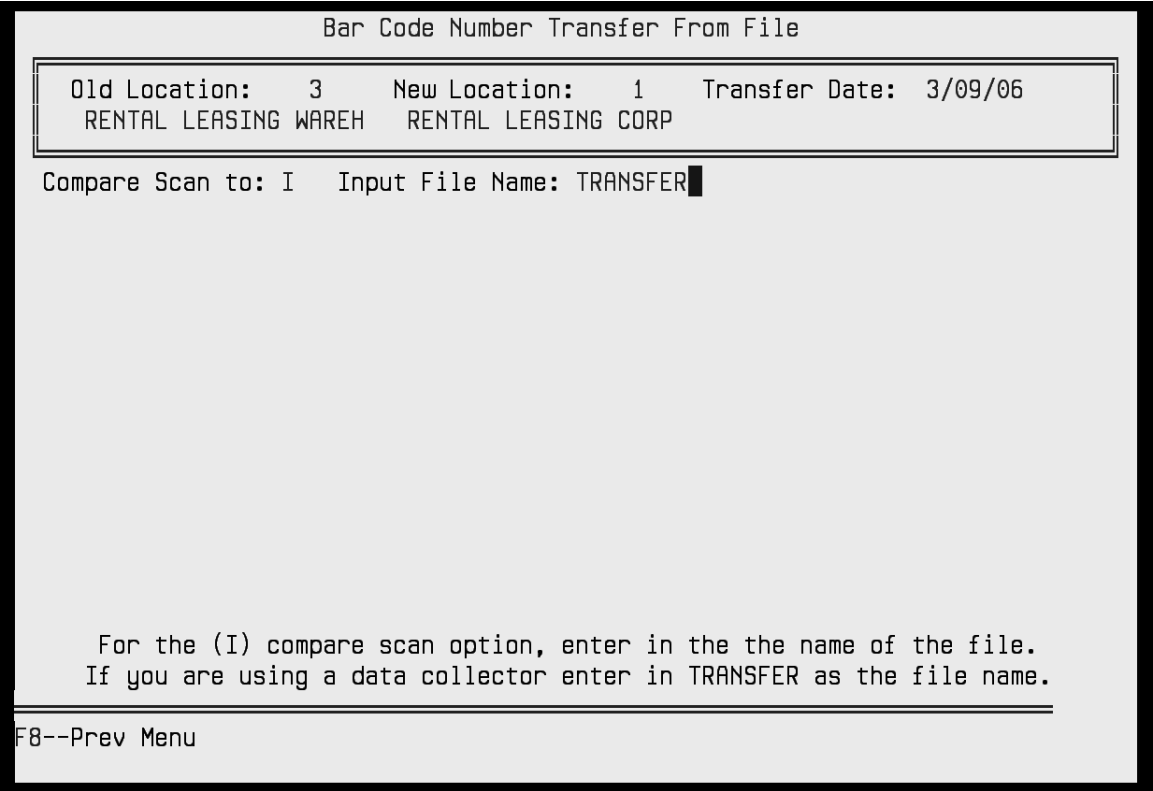 Bar Code Number Transfer From File
Old Location: 3 New Location: 1 Transfer Date: 3/09/06
RENTAL LEASING WAREH RENTAL LEASING CORP
Compare Scan to: I Input File Name: TRANSFER
For the (I) compare scan option, enter in the the name of the file.
If you are using a data collector enter in TRANSFER as the file name.
F8--Prev Menu